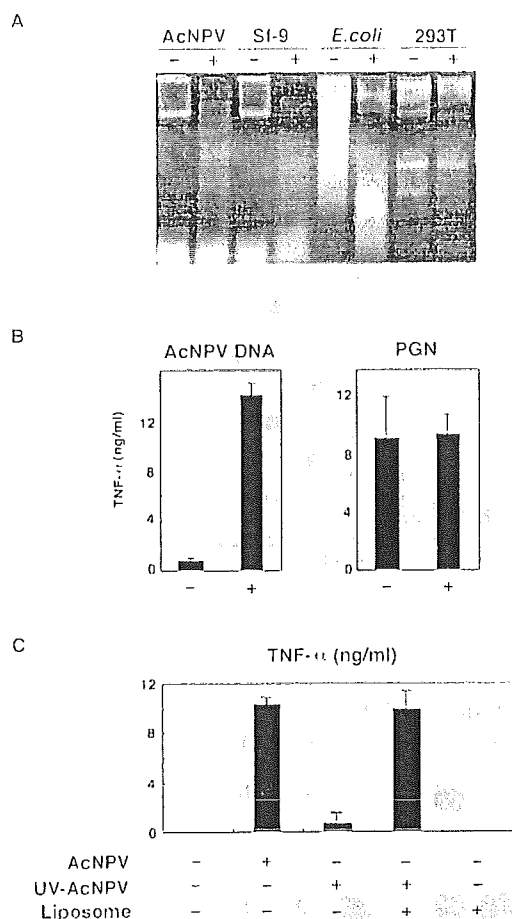 A
AcNPV Sf-9 E.coli 293T
− + − + − + − +
B
AcNPV DNA PGN
TNF-α (ng/ml)
12 12
8 8
4 4
0 0
− + − +
C
TNF-α (ng/ml)
12
8
4
0
AcNPV − + − − −
UV-AcNPV − − + + −
Liposome − − − + +